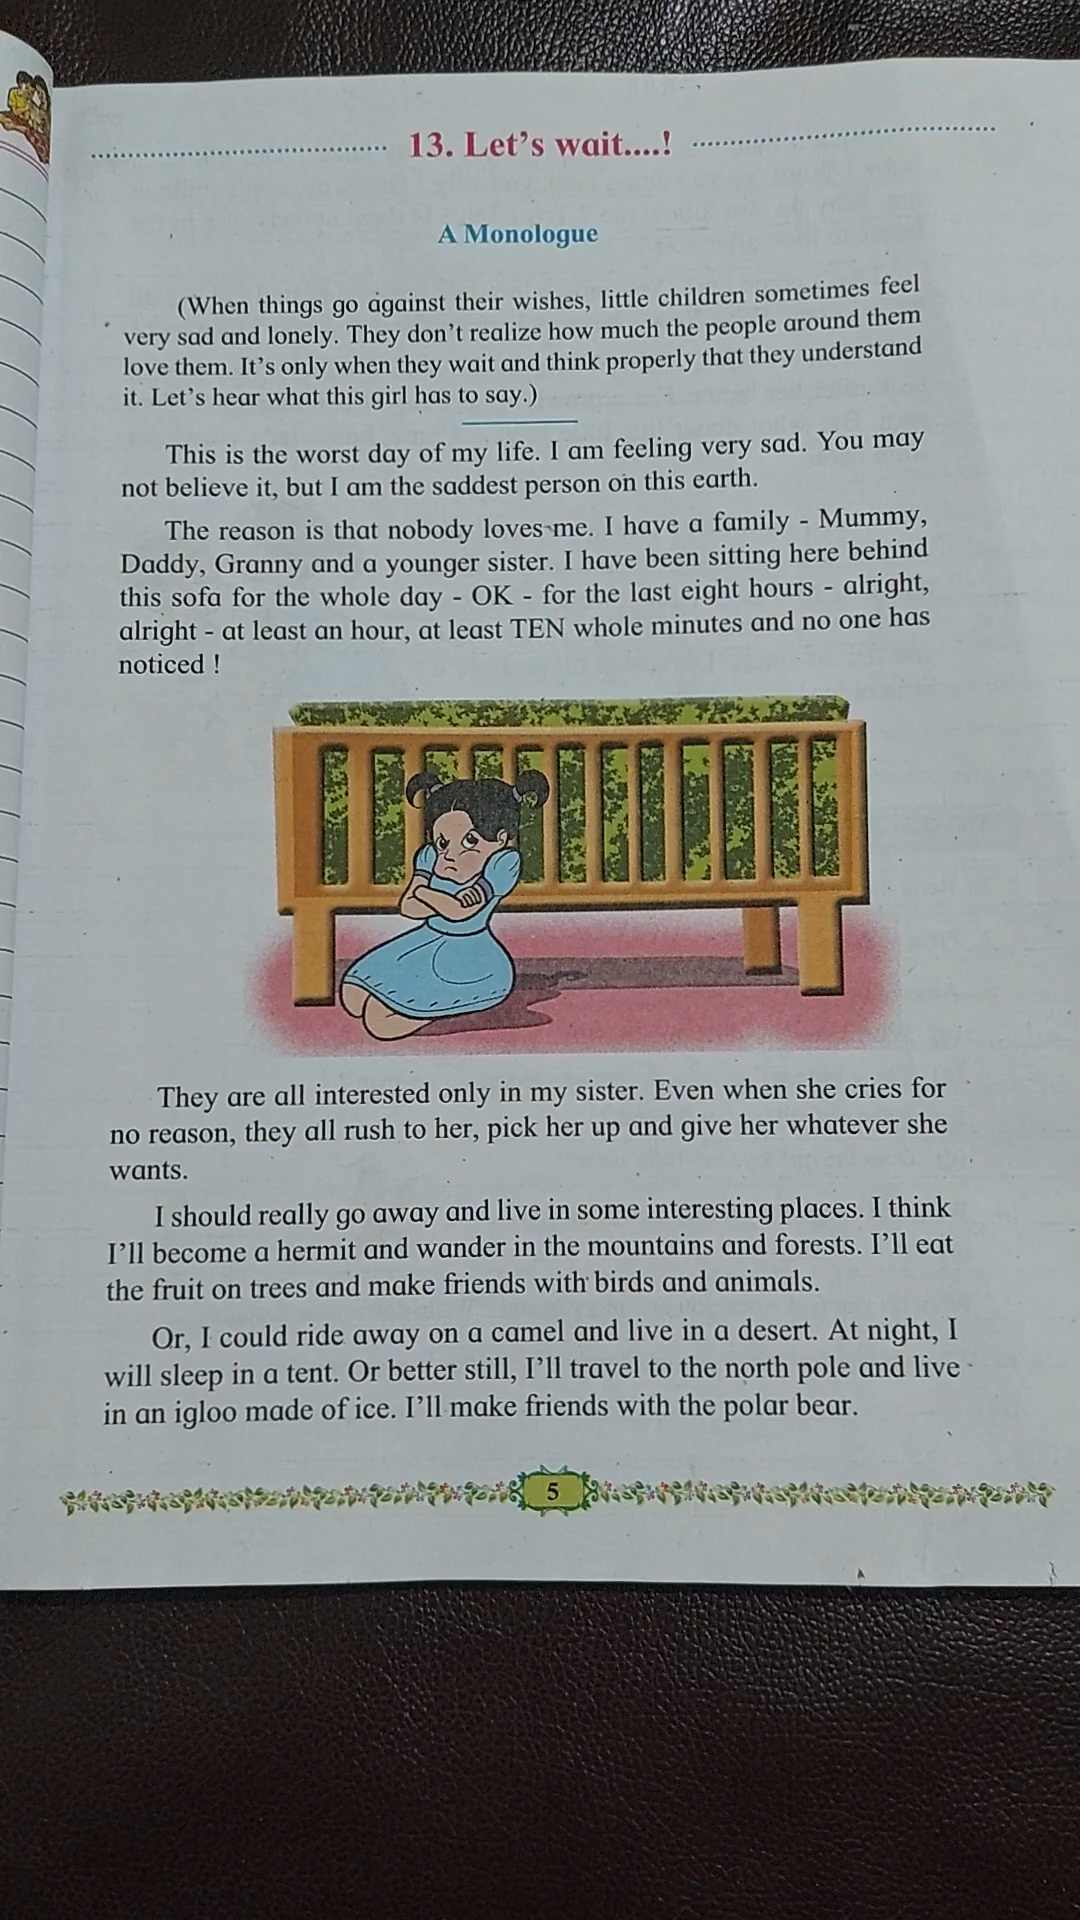 13. Let's wait....!
A Monologue
(When things go against their wishes, little children sometimes feel
very sad and lonely. They don't realize how much the people around them
love them. It's only when they wait and think properly that they understand
it. Let's hear what this girl has to say.)
This is the worst day of my life. I am feeling very sad. You may
not believe it, but I am the saddest person on this earth.
The reason is that nobody loves me. I have a family - Mummy,
Daddy, Granny and a younger sister. I have been sitting here behind
this sofa for the whole day - OK - for the last eight hours - alright,
alright - at least an hour, at least TEN whole minutes and no one has
noticed !
They are all interested only in my sister. Even when she cries for
no reason, they all rush to her, pick her up and give her whatever she
wants.
I should really go away and live in some interesting places. I think
I'll become a hermit and wander in the mountains and forests. I'll eat
the fruit on trees and make friends with birds and animals.
Or, I could ride away on a camel and live in a desert. At night, I
will sleep in a tent. Or better still, I'll travel to the north pole and live
in an igloo made of ice. I'll make friends with the polar bear.
5